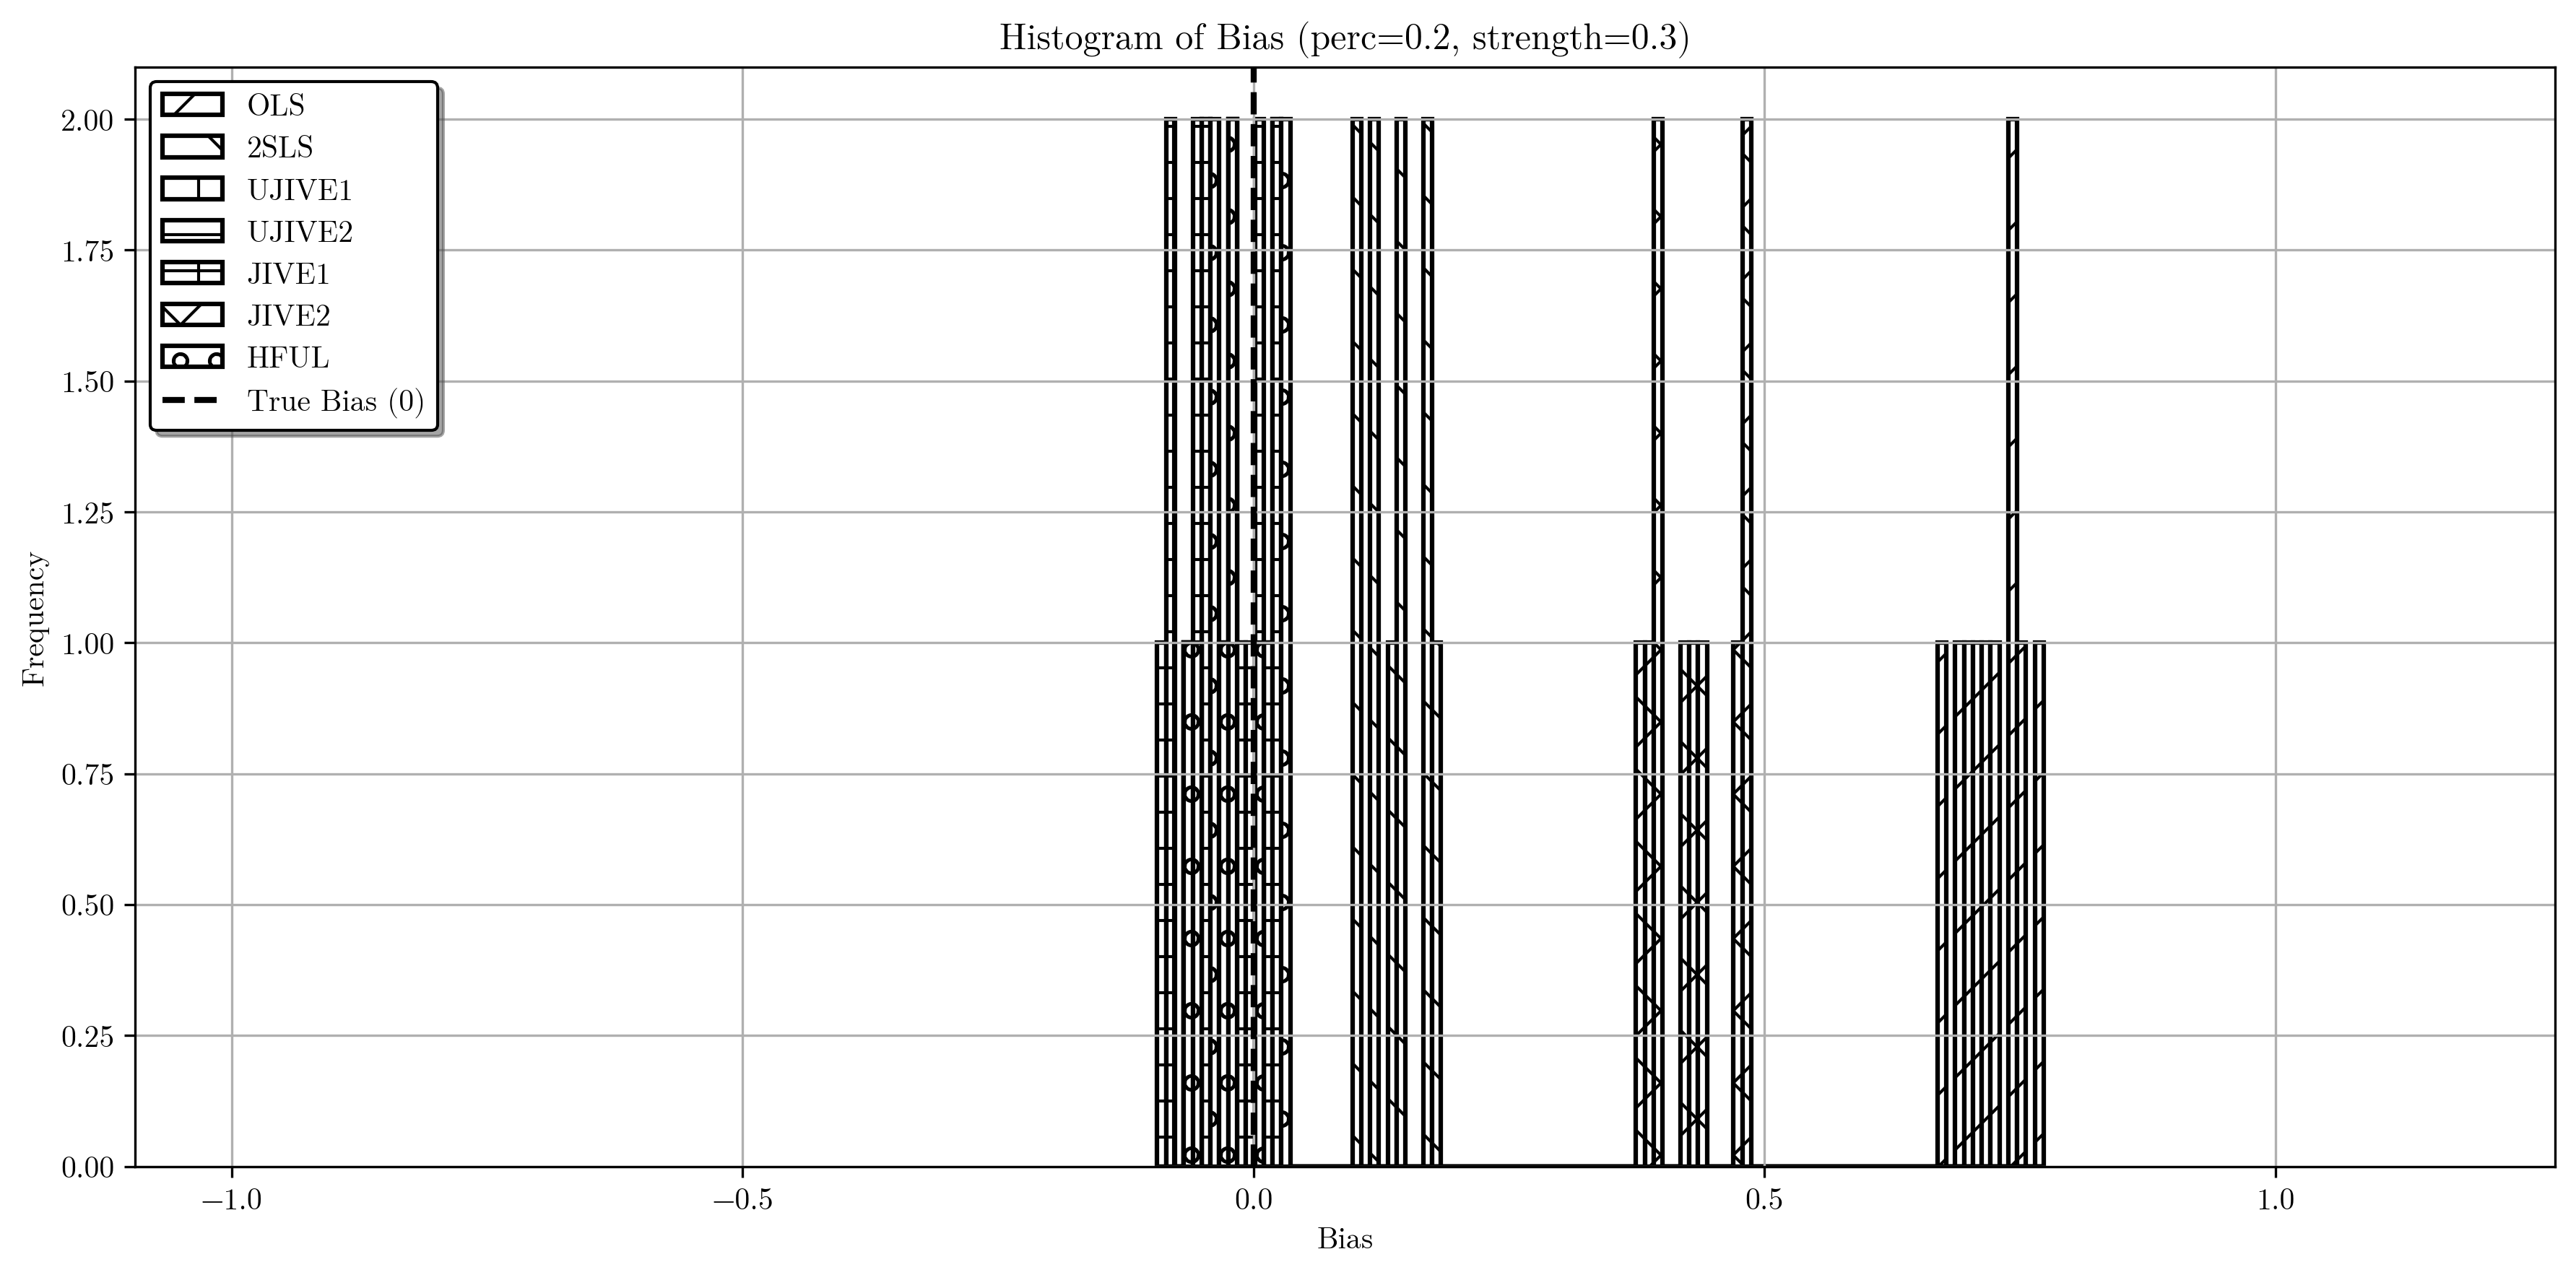 Histogram of Bias (perc=0.2, strength=0.3)
OLS
2SLS
UJIVE1
UJIVE2
JIVE1
JIVE2
HFUL
True Bias (0)
2.00
1.75
1.50
1.25
1.00
0.75
0.50
0.25
0.00
Frequency
−1.0 −0.5 0.0 0.5 1.0
Bias